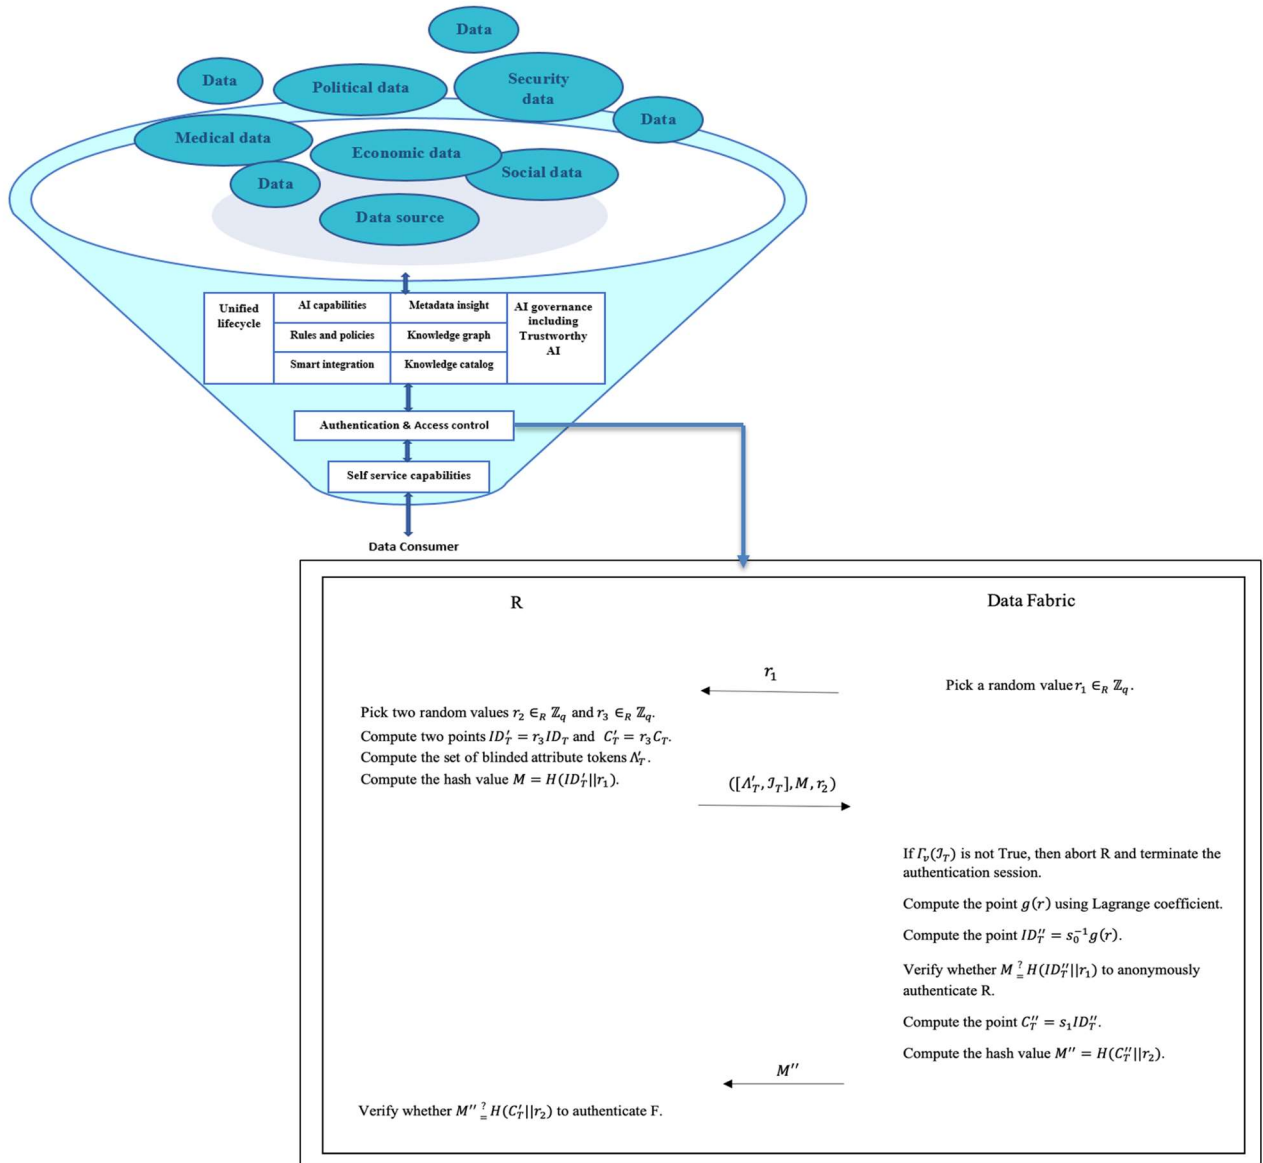 Data
Data
Political data
Security
data
Data
Medical data
Economic data
Social data
Data
Data source
Unified
lifecycle
AI capabilities
Metadata insight
AI governance
including
Trustworthy
AI
Rules and policies
Knowledge graph
Smart integration
Knowledge catalog
Authentication & Access control
Self service capabilities
Data Consumer
R
Data Fabric
r₁
Pick a random value r₁ ∈_R ℤ_q.
Pick two random values r₂ ∈_R ℤ_q and r₃ ∈_R ℤ_q.
Compute two points ID'_T = r₃ID_T and C'_T = r₃C_T.
Compute the set of blinded attribute tokens Λ'_T.
Compute the hash value M = H(ID'_T||r₁).
([Λ'_T, ℐ_T], M, r₂)
If Γ_v(ℐ_T) is not True, then abort R and terminate the
authentication session.
Compute the point g(r) using Lagrange coefficient.
Compute the point ID''_T = s₀⁻¹g(r).
Verify whether M ≟ H(ID''_T||r₁) to anonymously
authenticate R.
Compute the point C''_T = s₁ID''_T.
Compute the hash value M'' = H(C''_T||r₂).
M''
Verify whether M'' ≟ H(C'_T||r₂) to authenticate F.